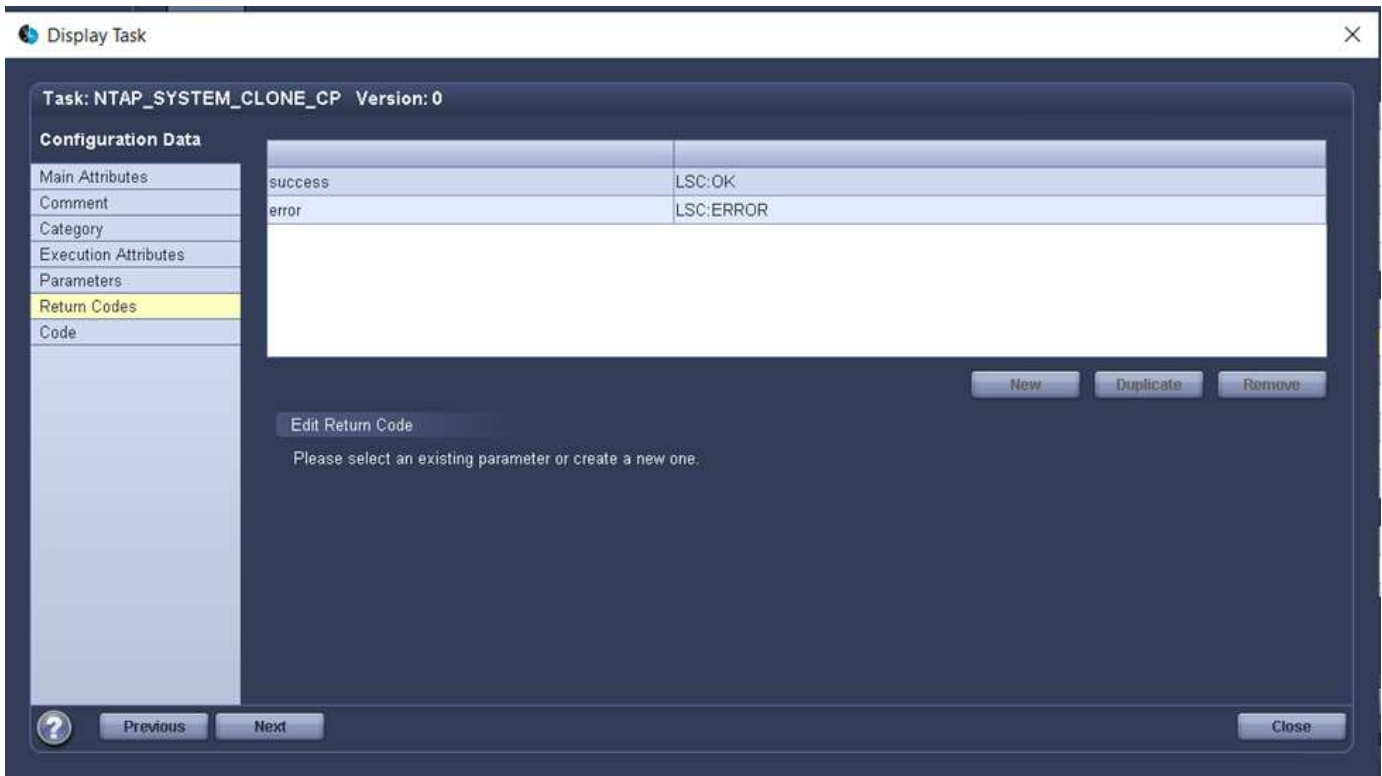 Display Task
Task: NTAP_SYSTEM_CLONE_CP Version: 0
Configuration Data
Main Attributes
Comment
Category
Execution Attributes
Parameters
Return Codes
Code
success LSC:OK
error LSC:ERROR
New Duplicate Remove
Edit Return Code
Please select an existing parameter or create a new one.
? Previous Next Close